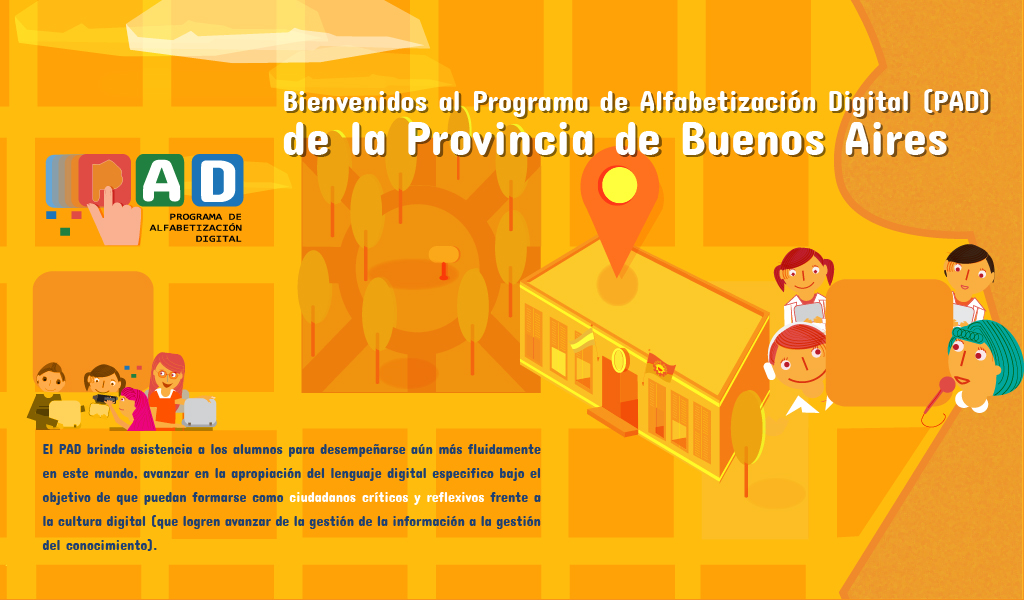 Bienvenidos al Programa de Alfabetización Digital (PAD)
de la Provincia de Buenos Aires
PAD
PROGRAMA DE
ALFABETIZACIÓN
DIGITAL
El PAD brinda asistencia a los alumnos para desempeñarse aún más fluidamente
en este mundo, avanzar en la apropiación del lenguaje digital especifico bajo el
objetivo de que puedan formarse como ciudadanos críticos y reflexivos frente a
la cultura digital (que logren avanzar de la gestión de la información a la gestión
del conocimiento).